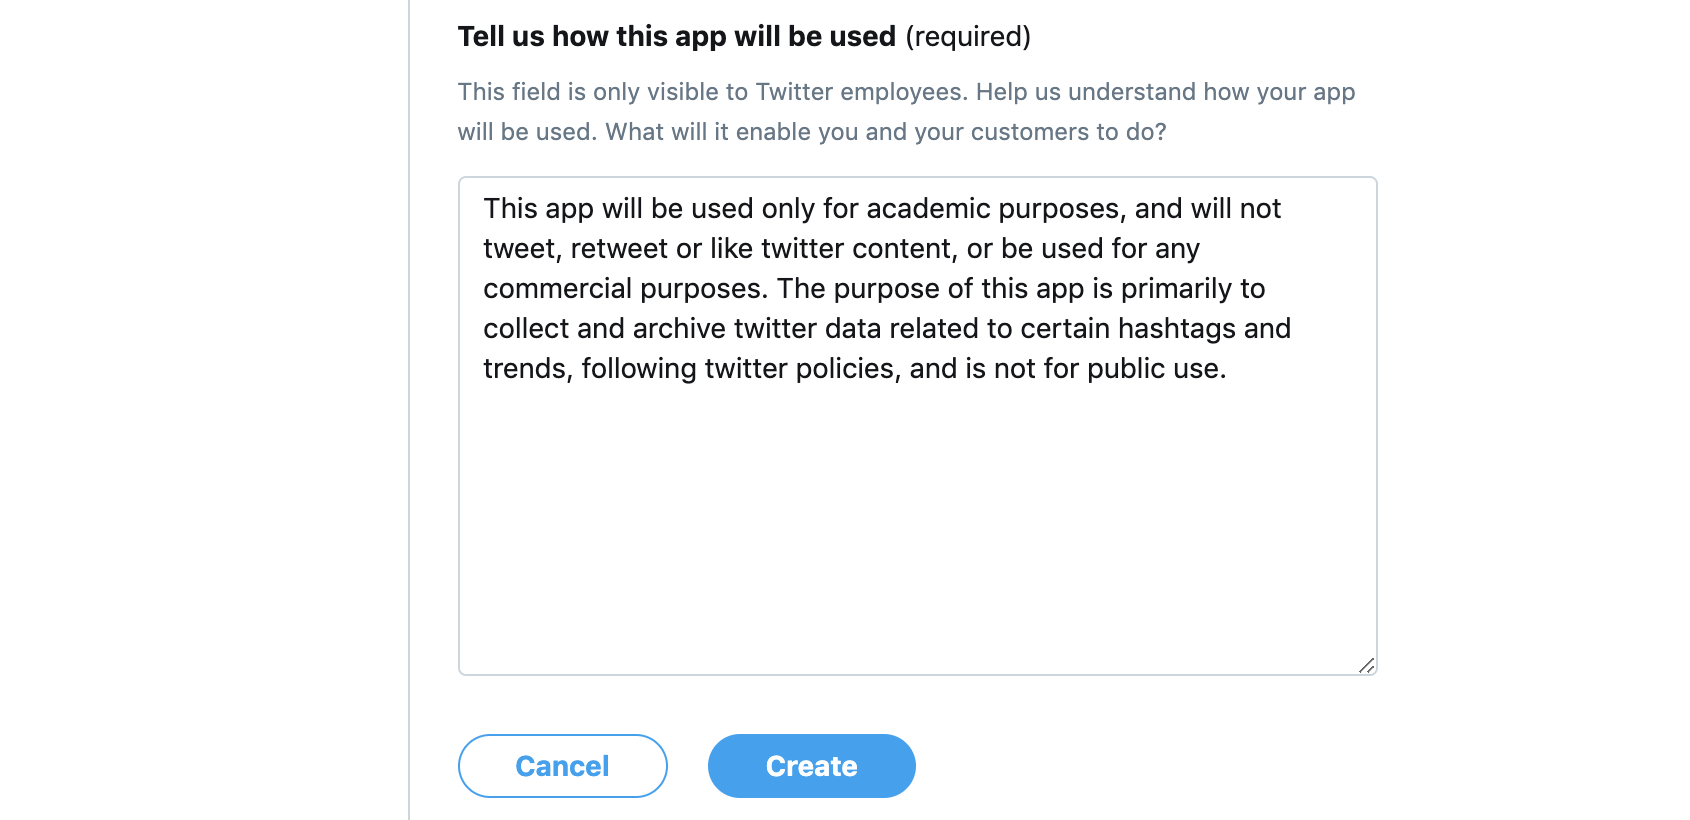 Tell us how this app will be used (required)
This field is only visible to Twitter employees. Help us understand how your app
will be used. What will it enable you and your customers to do?
This app will be used only for academic purposes, and will not
tweet, retweet or like twitter content, or be used for any
commercial purposes. The purpose of this app is primarily to
collect and archive twitter data related to certain hashtags and
trends, following twitter policies, and is not for public use.
Cancel
Create